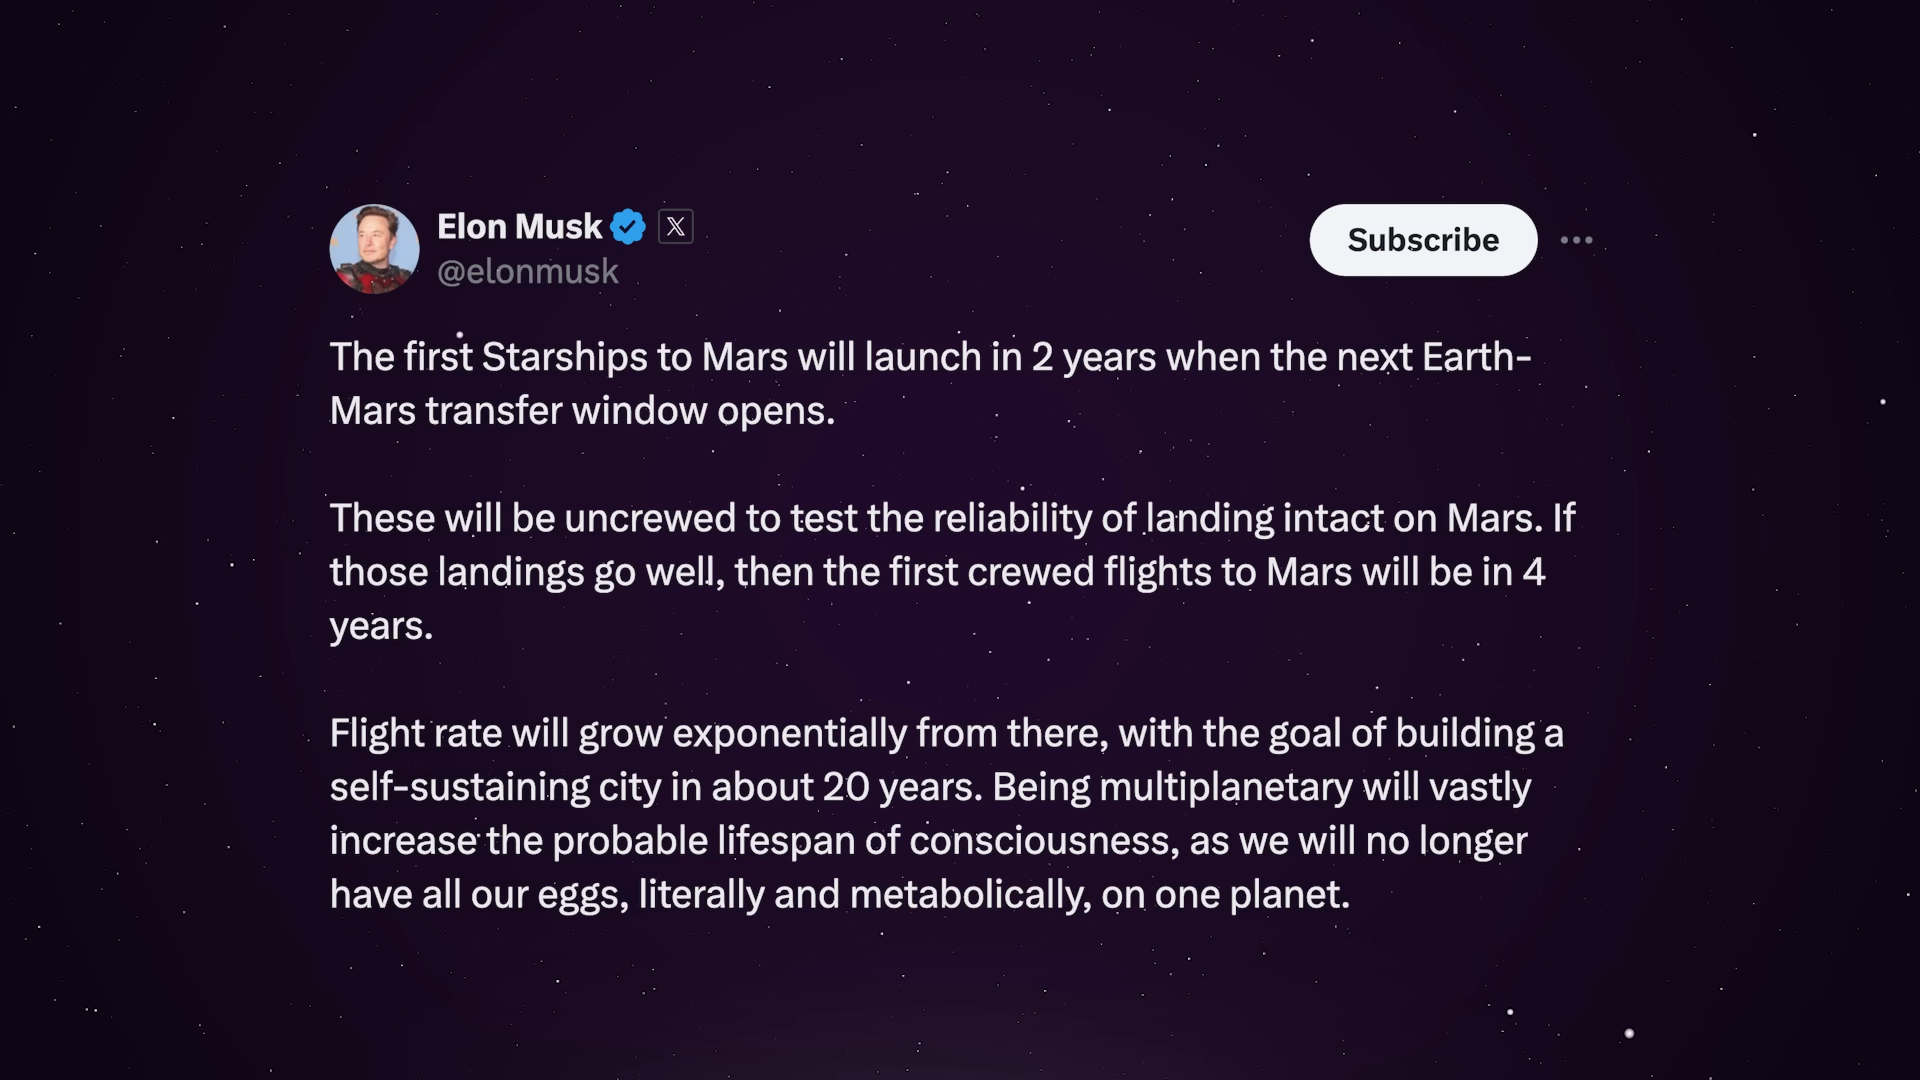 Elon Musk
@elonmusk
Subscribe
The first Starships to Mars will launch in 2 years when the next Earth-
Mars transfer window opens.
These will be uncrewed to test the reliability of landing intact on Mars. If
those landings go well, then the first crewed flights to Mars will be in 4
years.
Flight rate will grow exponentially from there, with the goal of building a
self-sustaining city in about 20 years. Being multiplanetary will vastly
increase the probable lifespan of consciousness, as we will no longer
have all our eggs, literally and metabolically, on one planet.